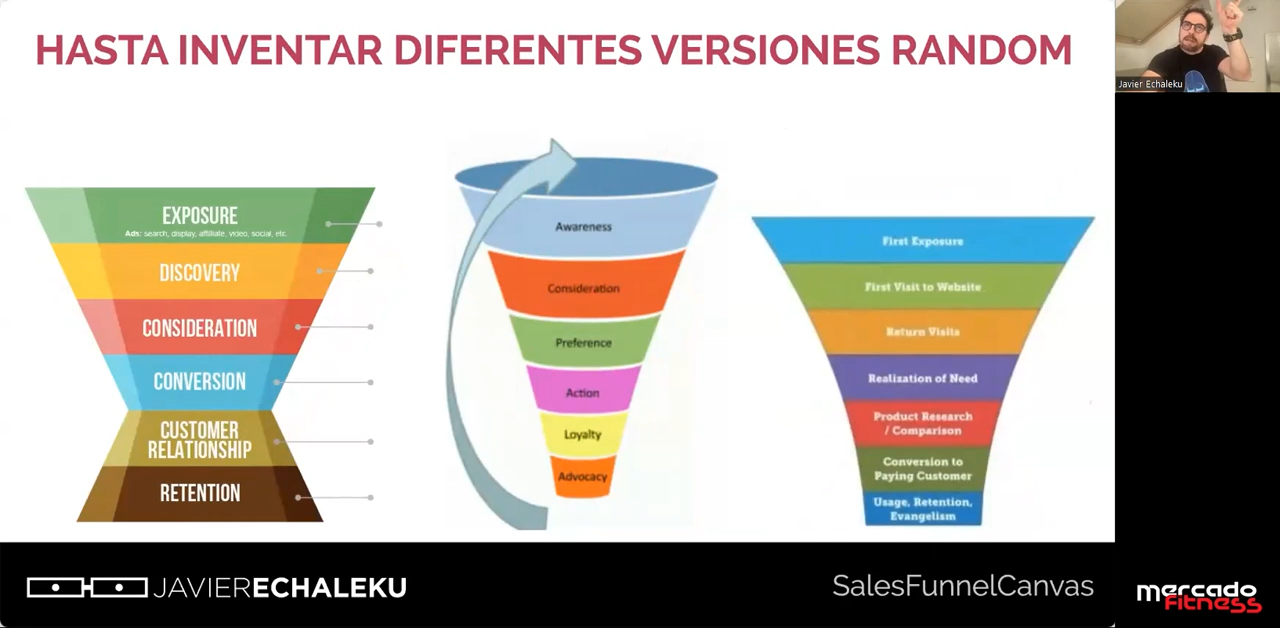 HASTA INVENTAR DIFERENTES VERSIONES RANDOM
Javier Echaleku
EXPOSURE
Ads: search, display, affiliate, video, social, etc.
DISCOVERY
CONSIDERATION
CONVERSION
CUSTOMER
RELATIONSHIP
RETENTION
Awareness
Consideration
Preference
Action
Loyalty
Advocacy
First Exposure
First Visit to Website
Return Visits
Realization of Need
Product Research
/ Comparison
Conversion to
Paying Customer
Usage, Retention,
Evangelism
JAVIERECHALEKU
SalesFunnelCanvas
mercado
fitness